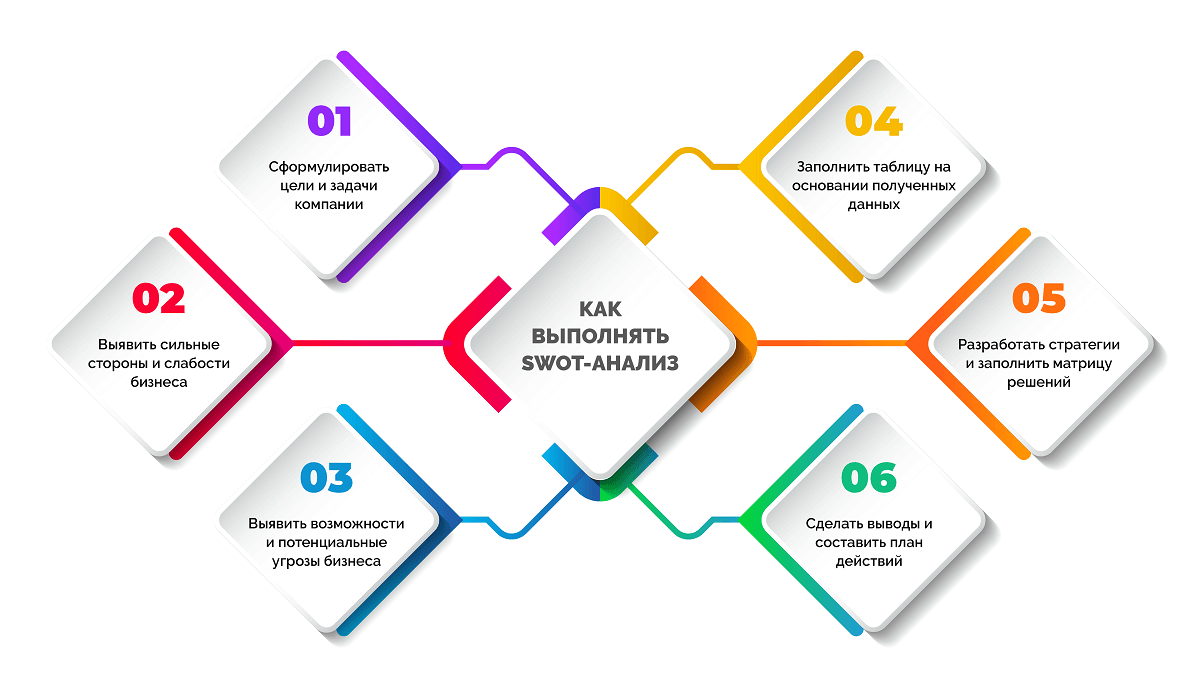 КАК
ВЫПОЛНЯТЬ
SWOT-АНАЛИЗ
01
Сформулировать
цели и задачи
компании
02
Выявить сильные
стороны и слабости
бизнеса
03
Выявить возможности
и потенциальные
угрозы бизнеса
04
Заполнить таблицу на
основании полученных
данных
05
Разработать стратегии
и заполнить матрицу
решений
06
Сделать выводы и
составить план
действий